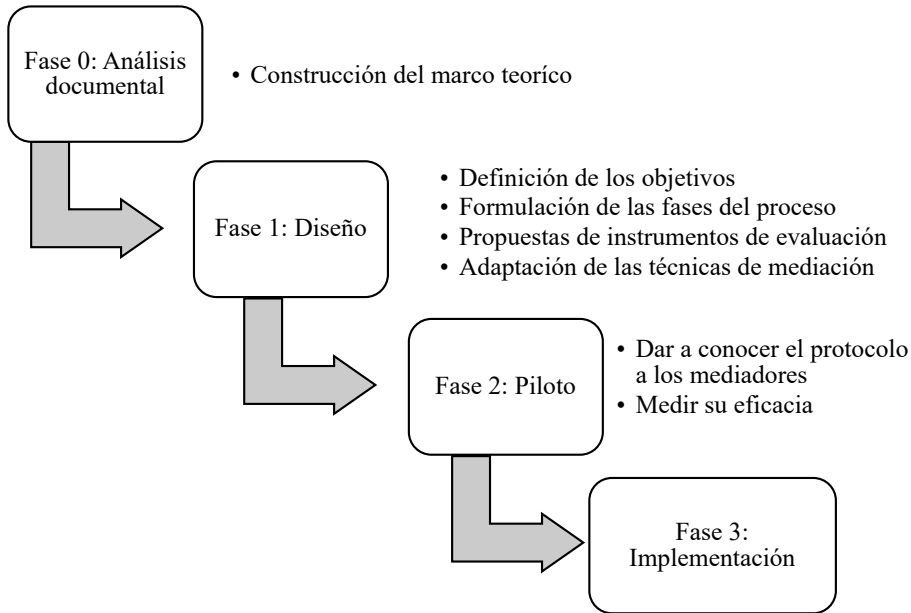 Fase 0: Análisis
documental
• Construcción del marco teoríco
Fase 1: Diseño
• Definición de los objetivos
• Formulación de las fases del proceso
• Propuestas de instrumentos de evaluación
• Adaptación de las técnicas de mediación
Fase 2: Piloto
• Dar a conocer el protocolo
a los mediadores
• Medir su eficacia
Fase 3:
Implementación